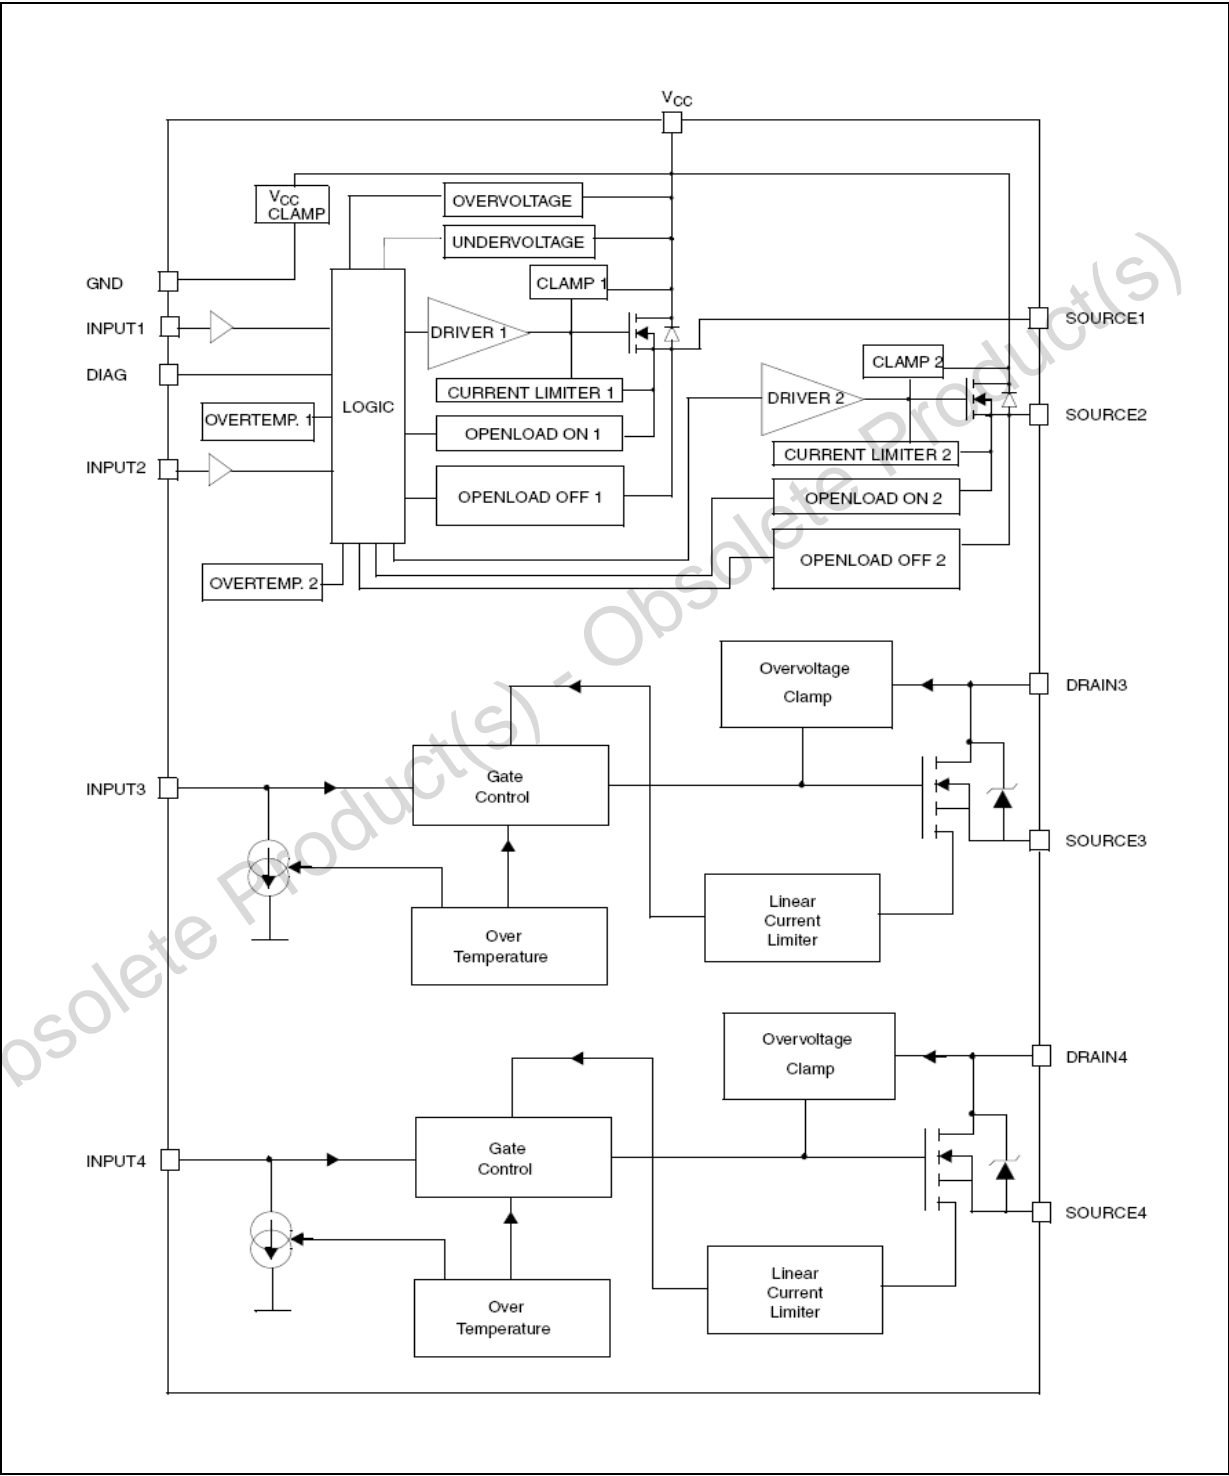 VCC
VCC
CLAMP
OVERVOLTAGE
UNDERVOLTAGE
CLAMP 1
GND
INPUT1
DRIVER 1
SOURCE1
DIAG
LOGIC
CURRENT LIMITER 1
CLAMP 2
DRIVER 2
SOURCE2
OVERTEMP. 1
OPENLOAD ON 1
INPUT2
CURRENT LIMITER 2
OPENLOAD OFF 1
OPENLOAD ON 2
OPENLOAD OFF 2
OVERTEMP. 2
Overvoltage
Clamp
DRAIN3
INPUT3
Gate
Control
SOURCE3
Linear
Current
Limiter
Over
Temperature
Overvoltage
Clamp
DRAIN4
INPUT4
Gate
Control
SOURCE4
Linear
Current
Limiter
Over
Temperature
bsolete Product(s) - Obsolete Product(s)